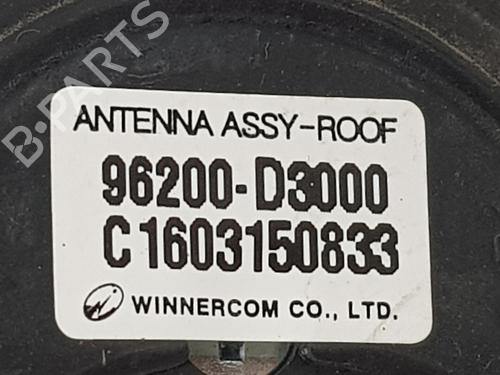 B-PARTS
ANTENNA ASSY-ROOF
96200-D3000
C1603150833
WINNERCOM CO., LTD.